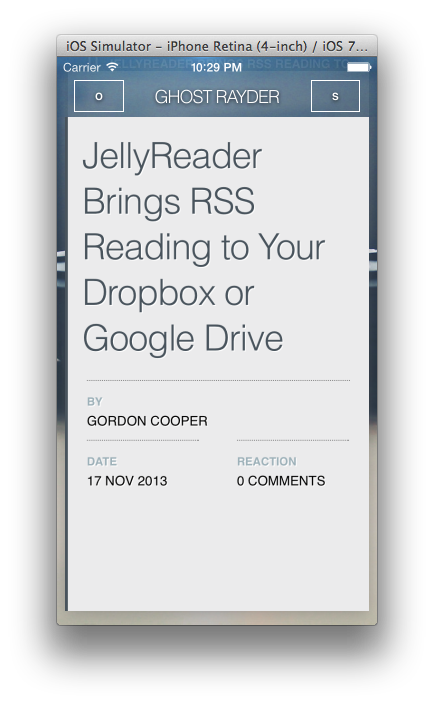 iOS Simulator – iPhone Retina (4-inch) / iOS 7...
Carrier 10:29 PM
JELLYREADER RSS READING TO
O GHOST RAYDER S
JellyReader
Brings RSS
Reading to Your
Dropbox or
Google Drive
BY
GORDON COOPER
DATE REACTION
17 NOV 2013 0 COMMENTS